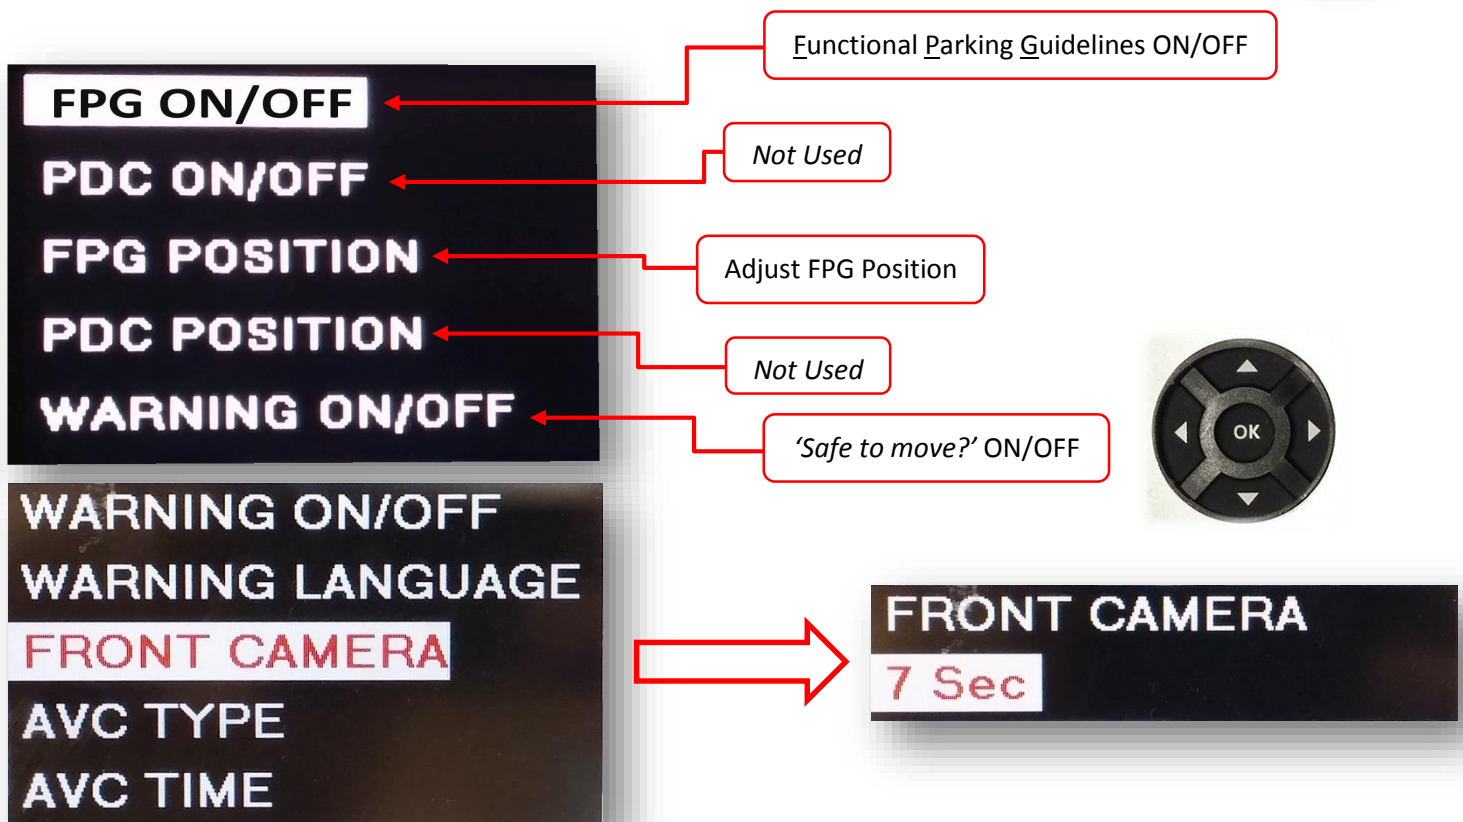 Functional Parking Guidelines ON/OFF
FPG ON/OFF
Not Used
PDC ON/OFF
FPG POSITION
Adjust FPG Position
PDC POSITION
Not Used
WARNING ON/OFF
‘Safe to move?’ ON/OFF
OK
WARNING ON/OFF
WARNING LANGUAGE
FRONT CAMERA
AVC TYPE
AVC TIME
FRONT CAMERA
7 Sec